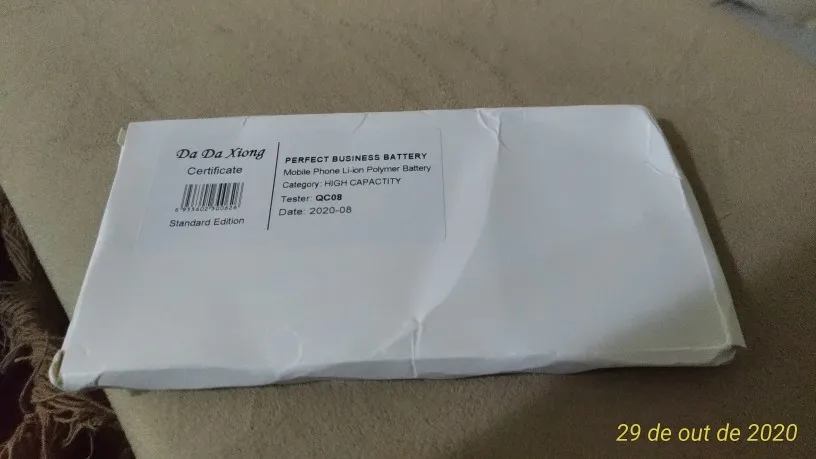 Da Da Xiong
Certificate
Standard Edition
PERFECT BUSINESS BATTERY
Mobile Phone Li-ion Polymer Battery
Category: HIGH CAPACTITY
Tester: QC08
Date: 2020-08
29 de out de 2020